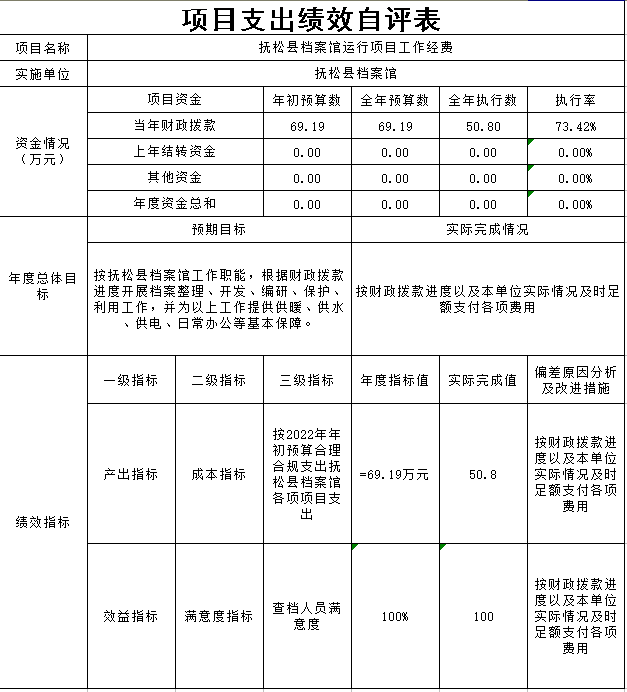 项目支出绩效自评表
项目名称 抚松县档案馆运行项目工作经费
实施单位 抚松县档案馆
资金情况
（万元）
项目资金 年初预算数 全年预算数 全年执行数 执行率
当年财政拨款 69.19 69.19 50.80 73.42%
上年结转资金 0.00 0.00 0.00 0.00%
其他资金 0.00 0.00 0.00 0.00%
年度资金总和 0.00 0.00 0.00 0.00%
年度总体目
标
预期目标 实际完成情况
按抚松县档案馆工作职能，根据财政拨款
进度开展档案整理、开发、编研、保护、
利用工作，并为以上工作提供供暖、供水
、供电、日常办公等基本保障。
按财政拨款进度以及本单位实际情况及时足
额支付各项费用
绩效指标
一级指标 二级指标 三级指标 年度指标值 实际完成值 偏差原因分析
及改进措施
产出指标 成本指标
按2022年年
初预算合理
合规支出抚
松县档案馆
各项项目支
出
=69.19万元 50.8
按财政拨款进
度以及本单位
实际情况及时
足额支付各项
费用
效益指标 满意度指标
查档人员满
意度
100% 100
按财政拨款进
度以及本单位
实际情况及时
足额支付各项
费用